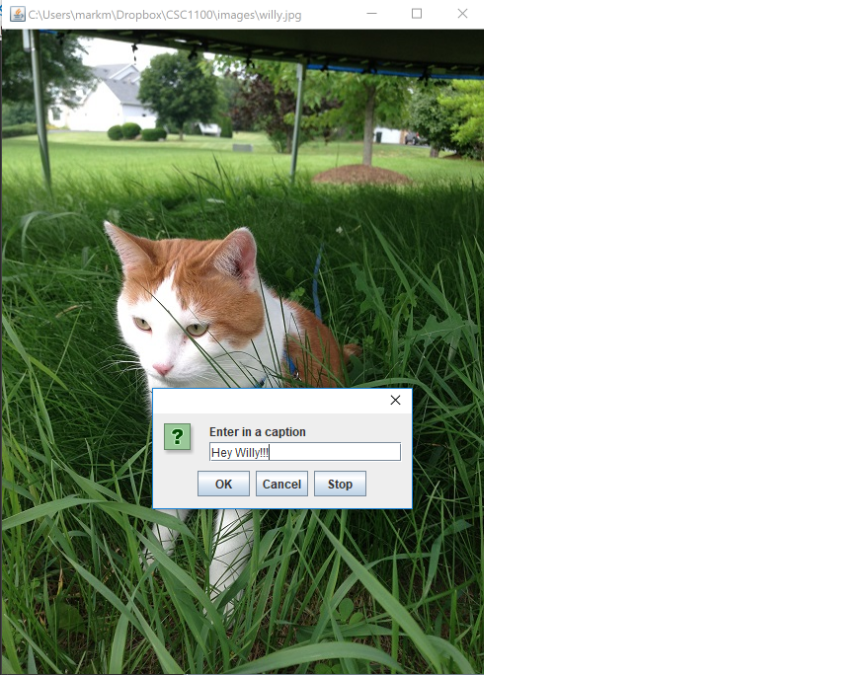 C:\Users\markm\Dropbox\CSC1100\images\willy.jpg
Enter in a caption
?
Hey Willy!!!
OK Cancel Stop